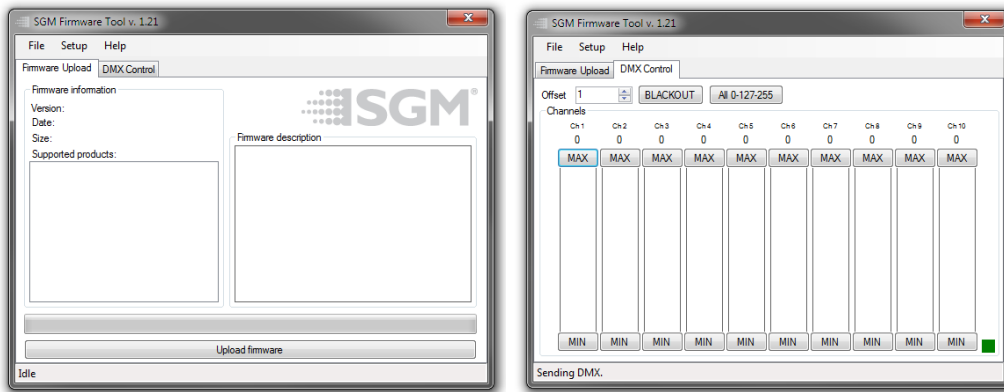 SGM Firmware Tool v. 1.21
File Setup Help
Firmware Upload DMX Control
Firmware information
Version:
Date:
Size:
Supported products:
SGM®
Firmware description
Upload firmware
Idle
SGM Firmware Tool v. 1.21
File Setup Help
Firmware Upload DMX Control
Offset 1 BLACKOUT All 0-127-255
Channels
Ch 1 Ch 2 Ch 3 Ch 4 Ch 5 Ch 6 Ch 7 Ch 8 Ch 9 Ch 10
0 0 0 0 0 0 0 0 0 0
MAX MAX MAX MAX MAX MAX MAX MAX MAX MAX
MIN MIN MIN MIN MIN MIN MIN MIN MIN MIN
Sending DMX.